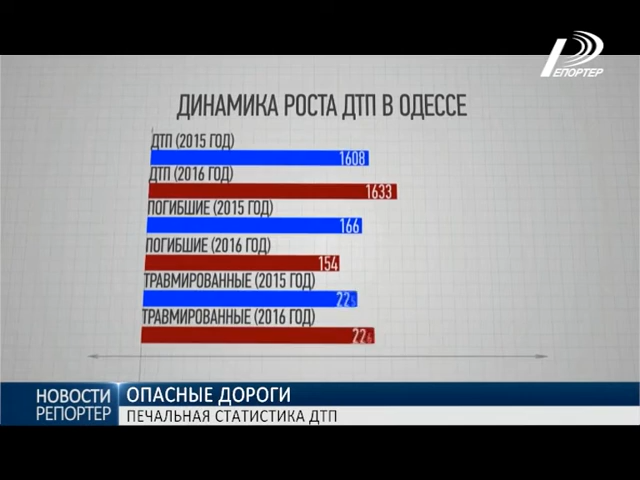 РЕПОРТЕР
ДИНАМИКА РОСТА ДТП В ОДЕССЕ
ДТП (2015 ГОД)
1608
ДТП (2016 ГОД)
1633
ПОГИБШИЕ (2015 ГОД)
166
ПОГИБШИЕ (2016 ГОД)
154
ТРАВМИРОВАННЫЕ (2015 ГОД)
ТРАВМИРОВАННЫЕ (2016 ГОД)
НОВОСТИ
РЕПОРТЕР
ОПАСНЫЕ ДОРОГИ
ПЕЧАЛЬНАЯ СТАТИСТИКА ДТП